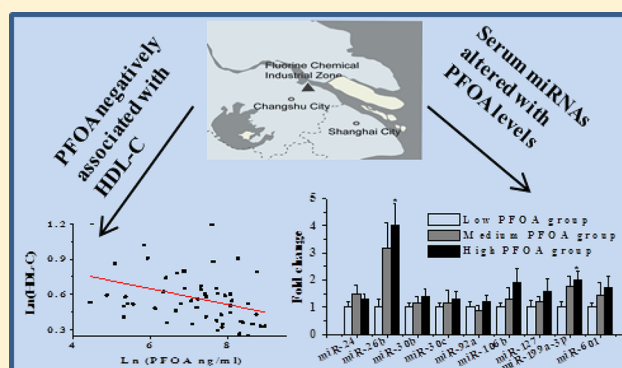 PFOA negatively
associated with
HDL-C
Fluorine Chemical
Industrial Zone
Changshu City
Shanghai City
Serum miRNAs
altered with
PFOA levels
Ln(HDL-C)
1.2
0.9
0.6
0.3
4
6
8
Ln (PFOA ng/ml)
Fold change
5
4
3
2
1
0
Low PFOA group
Medium PFOA group
High PFOA group
*
*
miR-24
miR-26b
miR-30b
miR-30c
miR-92a
miR-106b
miR-127
miR-199a-3p
miR-601